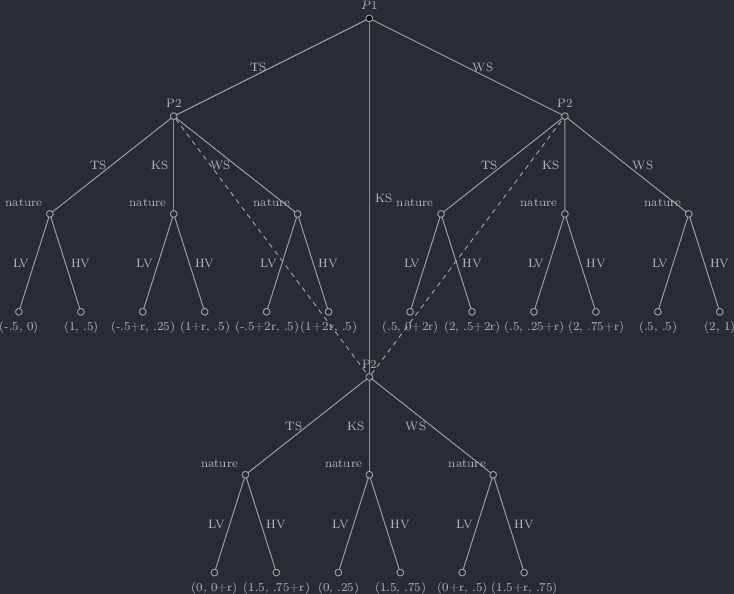 P1
TS WS
P2 P2
TS KS WS TS KS WS
KS
nature nature nature nature nature nature
LV HV LV HV LV HV LV HV LV HV LV HV
(-.5, 0) (1, .5) (-.5+r, .25) (1+r, .5) (-.5+2r, .5) (1+2r, .5) (.5, 0+2r) (2, .5+2r) (.5, .25+r) (2, .75+r) (.5, .5) (2, 1)
P2
TS KS WS
nature nature nature
LV HV LV HV LV HV
(0, 0+r) (1.5, .75+r) (0, .25) (1.5, .75) (0+r, .5) (1.5+r, .75)